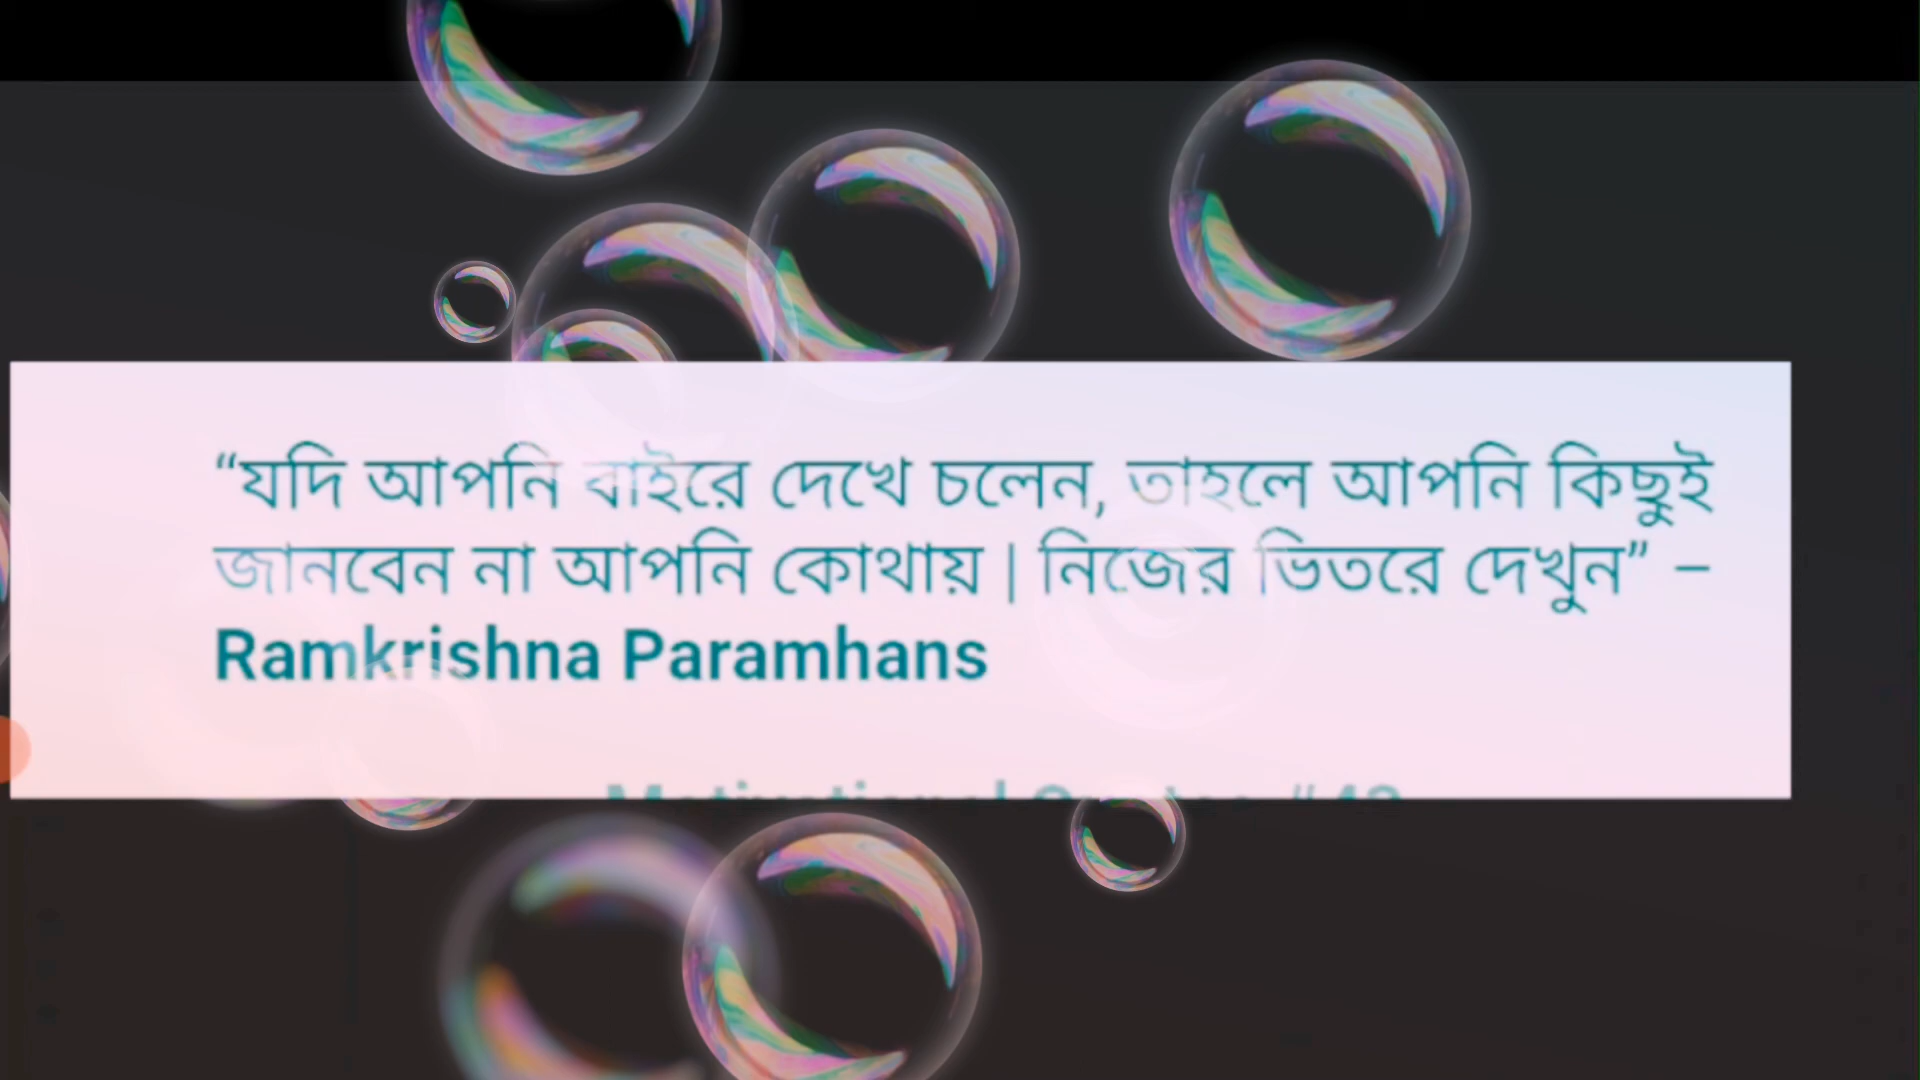 “যদি আপনি বাইরে দেখে চলেন, তাহলে আপনি কিছুই
জানবেন না আপনি কোথায় | নিজের ভিতরে দেখুন” –
Ramkrishna Paramhans